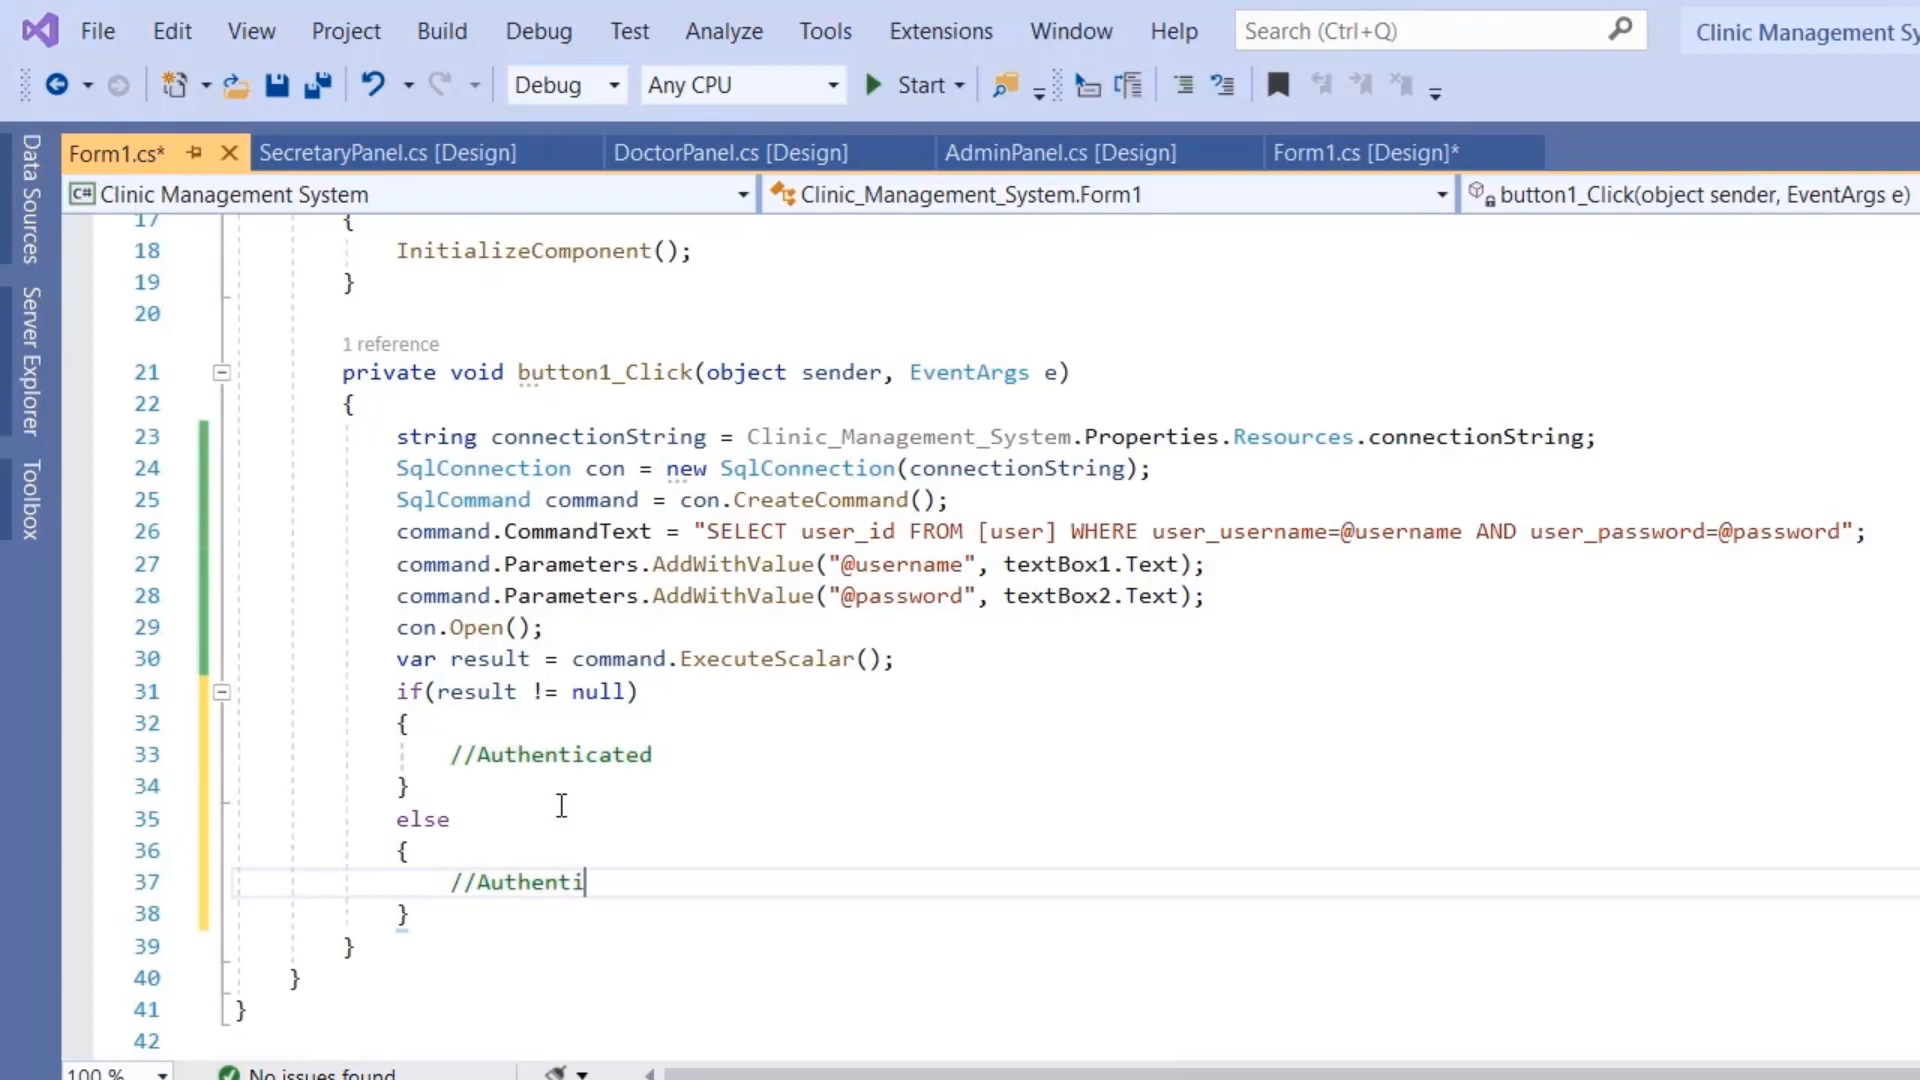 File Edit View Project Build Debug Test Analyze Tools Extensions Window Help Search (Ctrl+Q) Clinic Management Sy
Debug Any CPU Start
Data Sources
Server Explorer
Toolbox
Form1.cs* SecretaryPanel.cs [Design] DoctorPanel.cs [Design] AdminPanel.cs [Design] Form1.cs [Design]*
C# Clinic Management System Clinic_Management_System.Form1 button1_Click(object sender, EventArgs e)
17 {
18 InitializeComponent();
19 }
20
1 reference
21 private void button1_Click(object sender, EventArgs e)
22 {
23 string connectionString = Clinic_Management_System.Properties.Resources.connectionString;
24 SqlConnection con = new SqlConnection(connectionString);
25 SqlCommand command = con.CreateCommand();
26 command.CommandText = "SELECT user_id FROM [user] WHERE user_username=@username AND user_password=@password";
27 command.Parameters.AddWithValue("@username", textBox1.Text);
28 command.Parameters.AddWithValue("@password", textBox2.Text);
29 con.Open();
30 var result = command.ExecuteScalar();
31 if(result != null)
32 {
33 //Authenticated
34 }
35 else
36 {
37 //Authenti
38 }
39 }
40 }
41 }
42
100 % No issues found